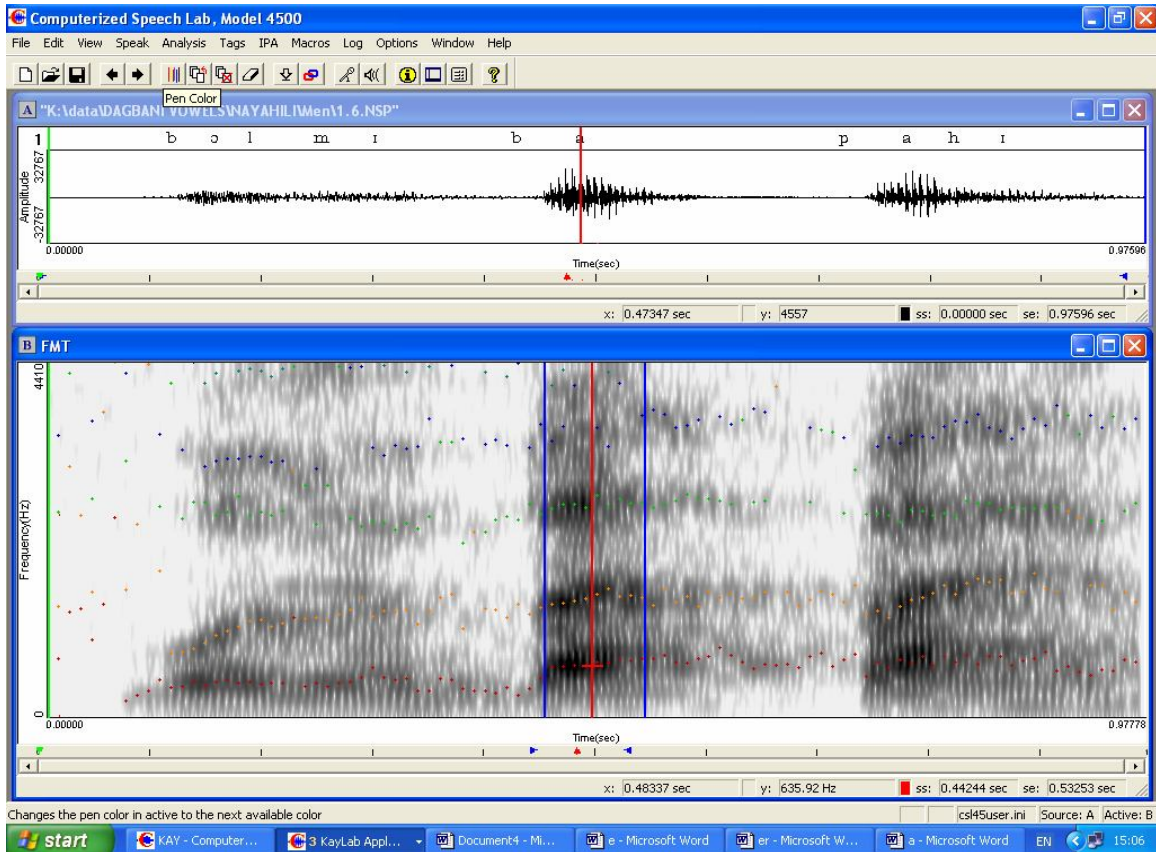 Computerized Speech Lab, Model 4500
File Edit View Speak Analysis Tags IPA Macros Log Options Window Help
Pen Color
A "K:\data\DAGBANI VOWELS\NAYAHILI\Men\1.6.NSP"
1 b ɔ l m ɪ b a p a h ɪ
Amplitude
32767
-32767
0.00000 0.97596
Time(sec)
x: 0.47347 sec y: 4557 ss: 0.00000 sec se: 0.97596 sec
B FMT
4410
Frequency(Hz)
0
0.00000 0.97778
Time(sec)
x: 0.48337 sec y: 635.92 Hz ss: 0.44244 sec se: 0.53253 sec
Changes the pen color in active to the next available color csl45user.ini Source: A Active: B
start KAY - Computer... 3 KayLab Appl... Document4 - Mi... e - Microsoft Word er - Microsoft W... a - Microsoft Word EN 15:06